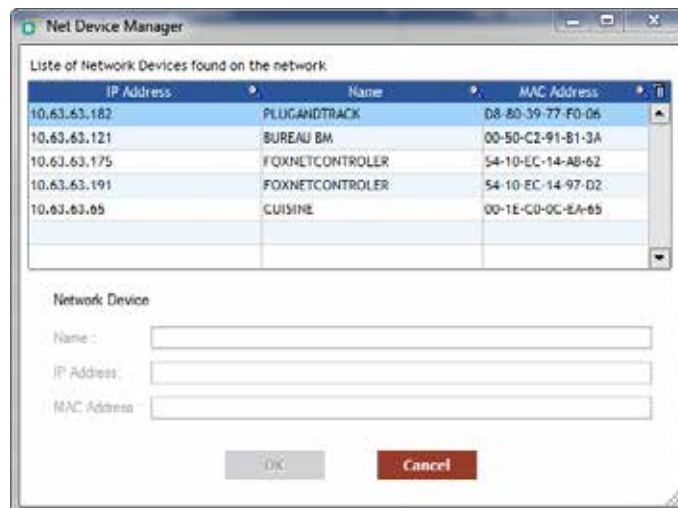 Net Device Manager
Liste of Network Devices found on the network
IP Address Name MAC Address
10.63.63.182 PLUGANDTRACK D8-80-39-77-F0-06
10.63.63.121 BUREAU BM 00-50-C2-91-B1-3A
10.63.63.175 FOXNETCONTROLER 54-10-EC-14-AB-62
10.63.63.191 FOXNETCONTROLER 54-10-EC-14-97-D2
10.63.63.65 CUISINE 00-1E-C0-0C-EA-65
Network Device
Name :
IP Address:
MAC Address
OK Cancel